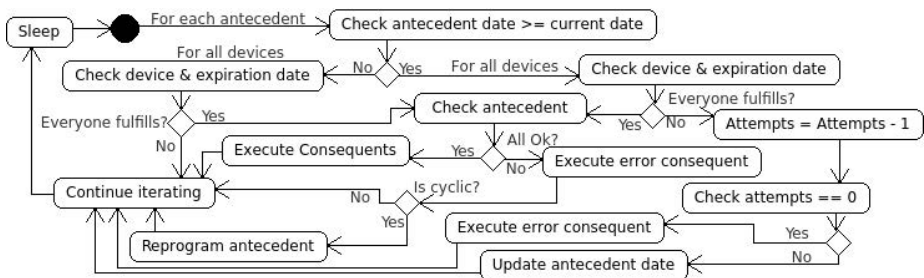 For each antecedent
Sleep
Check antecedent date >= current date
For all devices
No
Yes
For all devices
Check device & expiration date
Check device & expiration date
Everyone fulfills?
Yes
Check antecedent
Everyone fulfills?
Yes
No
Attempts = Attempts - 1
No
All Ok?
Execute Consequents
Yes
No
Execute error consequent
Continue iterating
No
Is cyclic?
Check attempts == 0
Yes
Reprogram antecedent
Execute error consequent
Yes
No
Update antecedent date